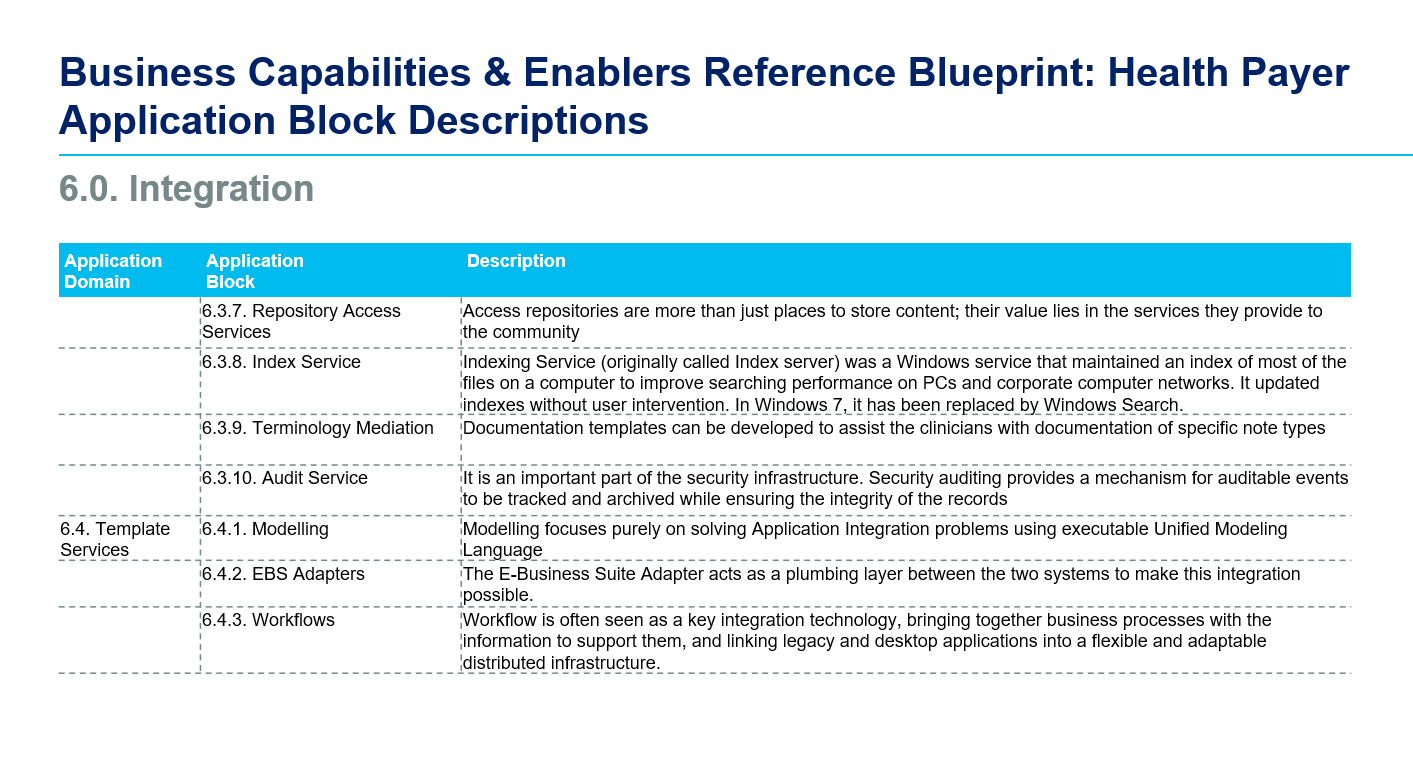 Business Capabilities & Enablers Reference Blueprint: Health Payer
Application Block Descriptions
6.0. Integration
Application
Domain
Application
Block
Description
6.3.7. Repository Access
Services
Access repositories are more than just places to store content; their value lies in the services they provide to
the community
6.3.8. Index Service
Indexing Service (originally called Index server) was a Windows service that maintained an index of most of the
files on a computer to improve searching performance on PCs and corporate computer networks. It updated
indexes without user intervention. In Windows 7, it has been replaced by Windows Search.
6.3.9. Terminology Mediation
Documentation templates can be developed to assist the clinicians with documentation of specific note types
6.3.10. Audit Service
It is an important part of the security infrastructure. Security auditing provides a mechanism for auditable events
to be tracked and archived while ensuring the integrity of the records
6.4. Template
Services
6.4.1. Modelling
Modelling focuses purely on solving Application Integration problems using executable Unified Modeling
Language
6.4.2. EBS Adapters
The E-Business Suite Adapter acts as a plumbing layer between the two systems to make this integration
possible.
6.4.3. Workflows
Workflow is often seen as a key integration technology, bringing together business processes with the
information to support them, and linking legacy and desktop applications into a flexible and adaptable
distributed infrastructure.